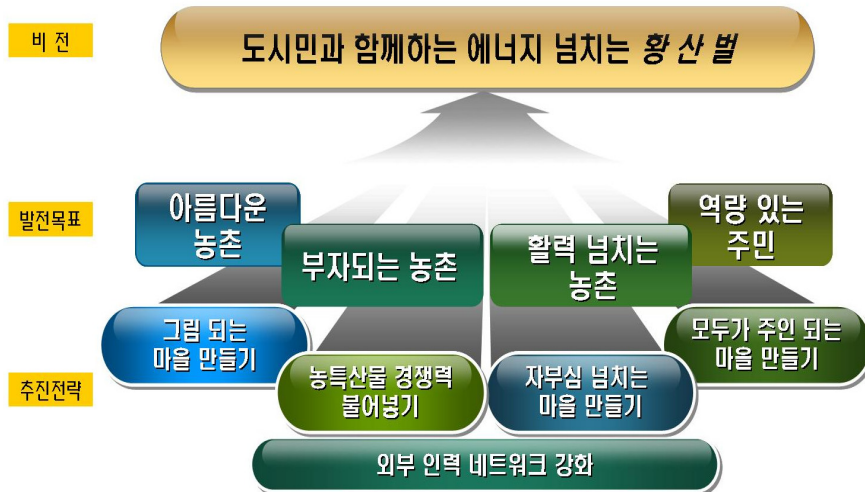 비 전
도시민과 함께하는 에너지 넘치는 황 산 벌
발전목표
아름다운
농촌
부자되는 농촌
활력 넘치는
농촌
역량 있는
주민
추진전략
그림 되는
마을 만들기
농특산물 경쟁력
불어넣기
자부심 넘치는
마을 만들기
모두가 주인 되는
마을 만들기
외부 인력 네트워크 강화